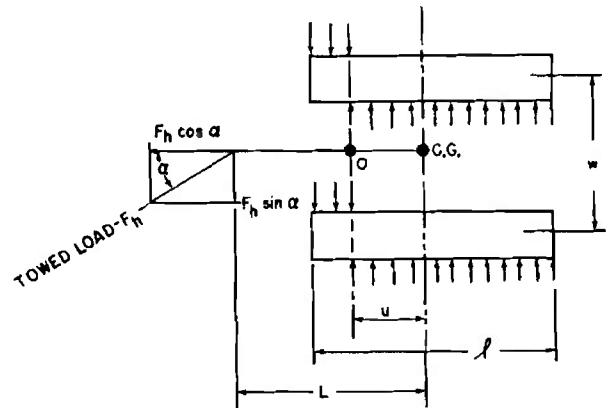 F_h cos α
α
O
C.G.
w
F_h sin α
TOWED LOAD-F_h
u
l
L